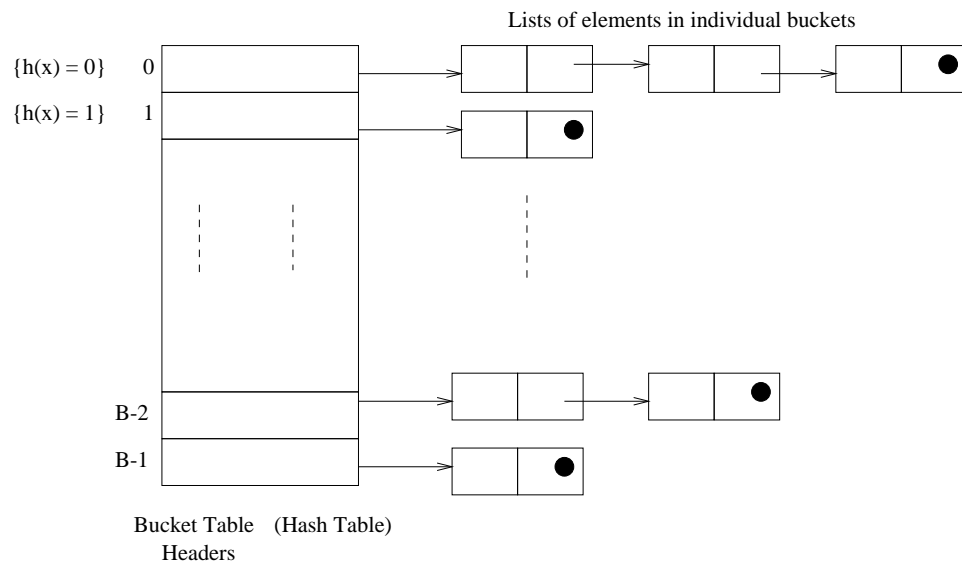 Lists of elements in individual buckets
{h(x) = 0} 0
{h(x) = 1} 1
B-2
B-1
Bucket Table (Hash Table)
Headers